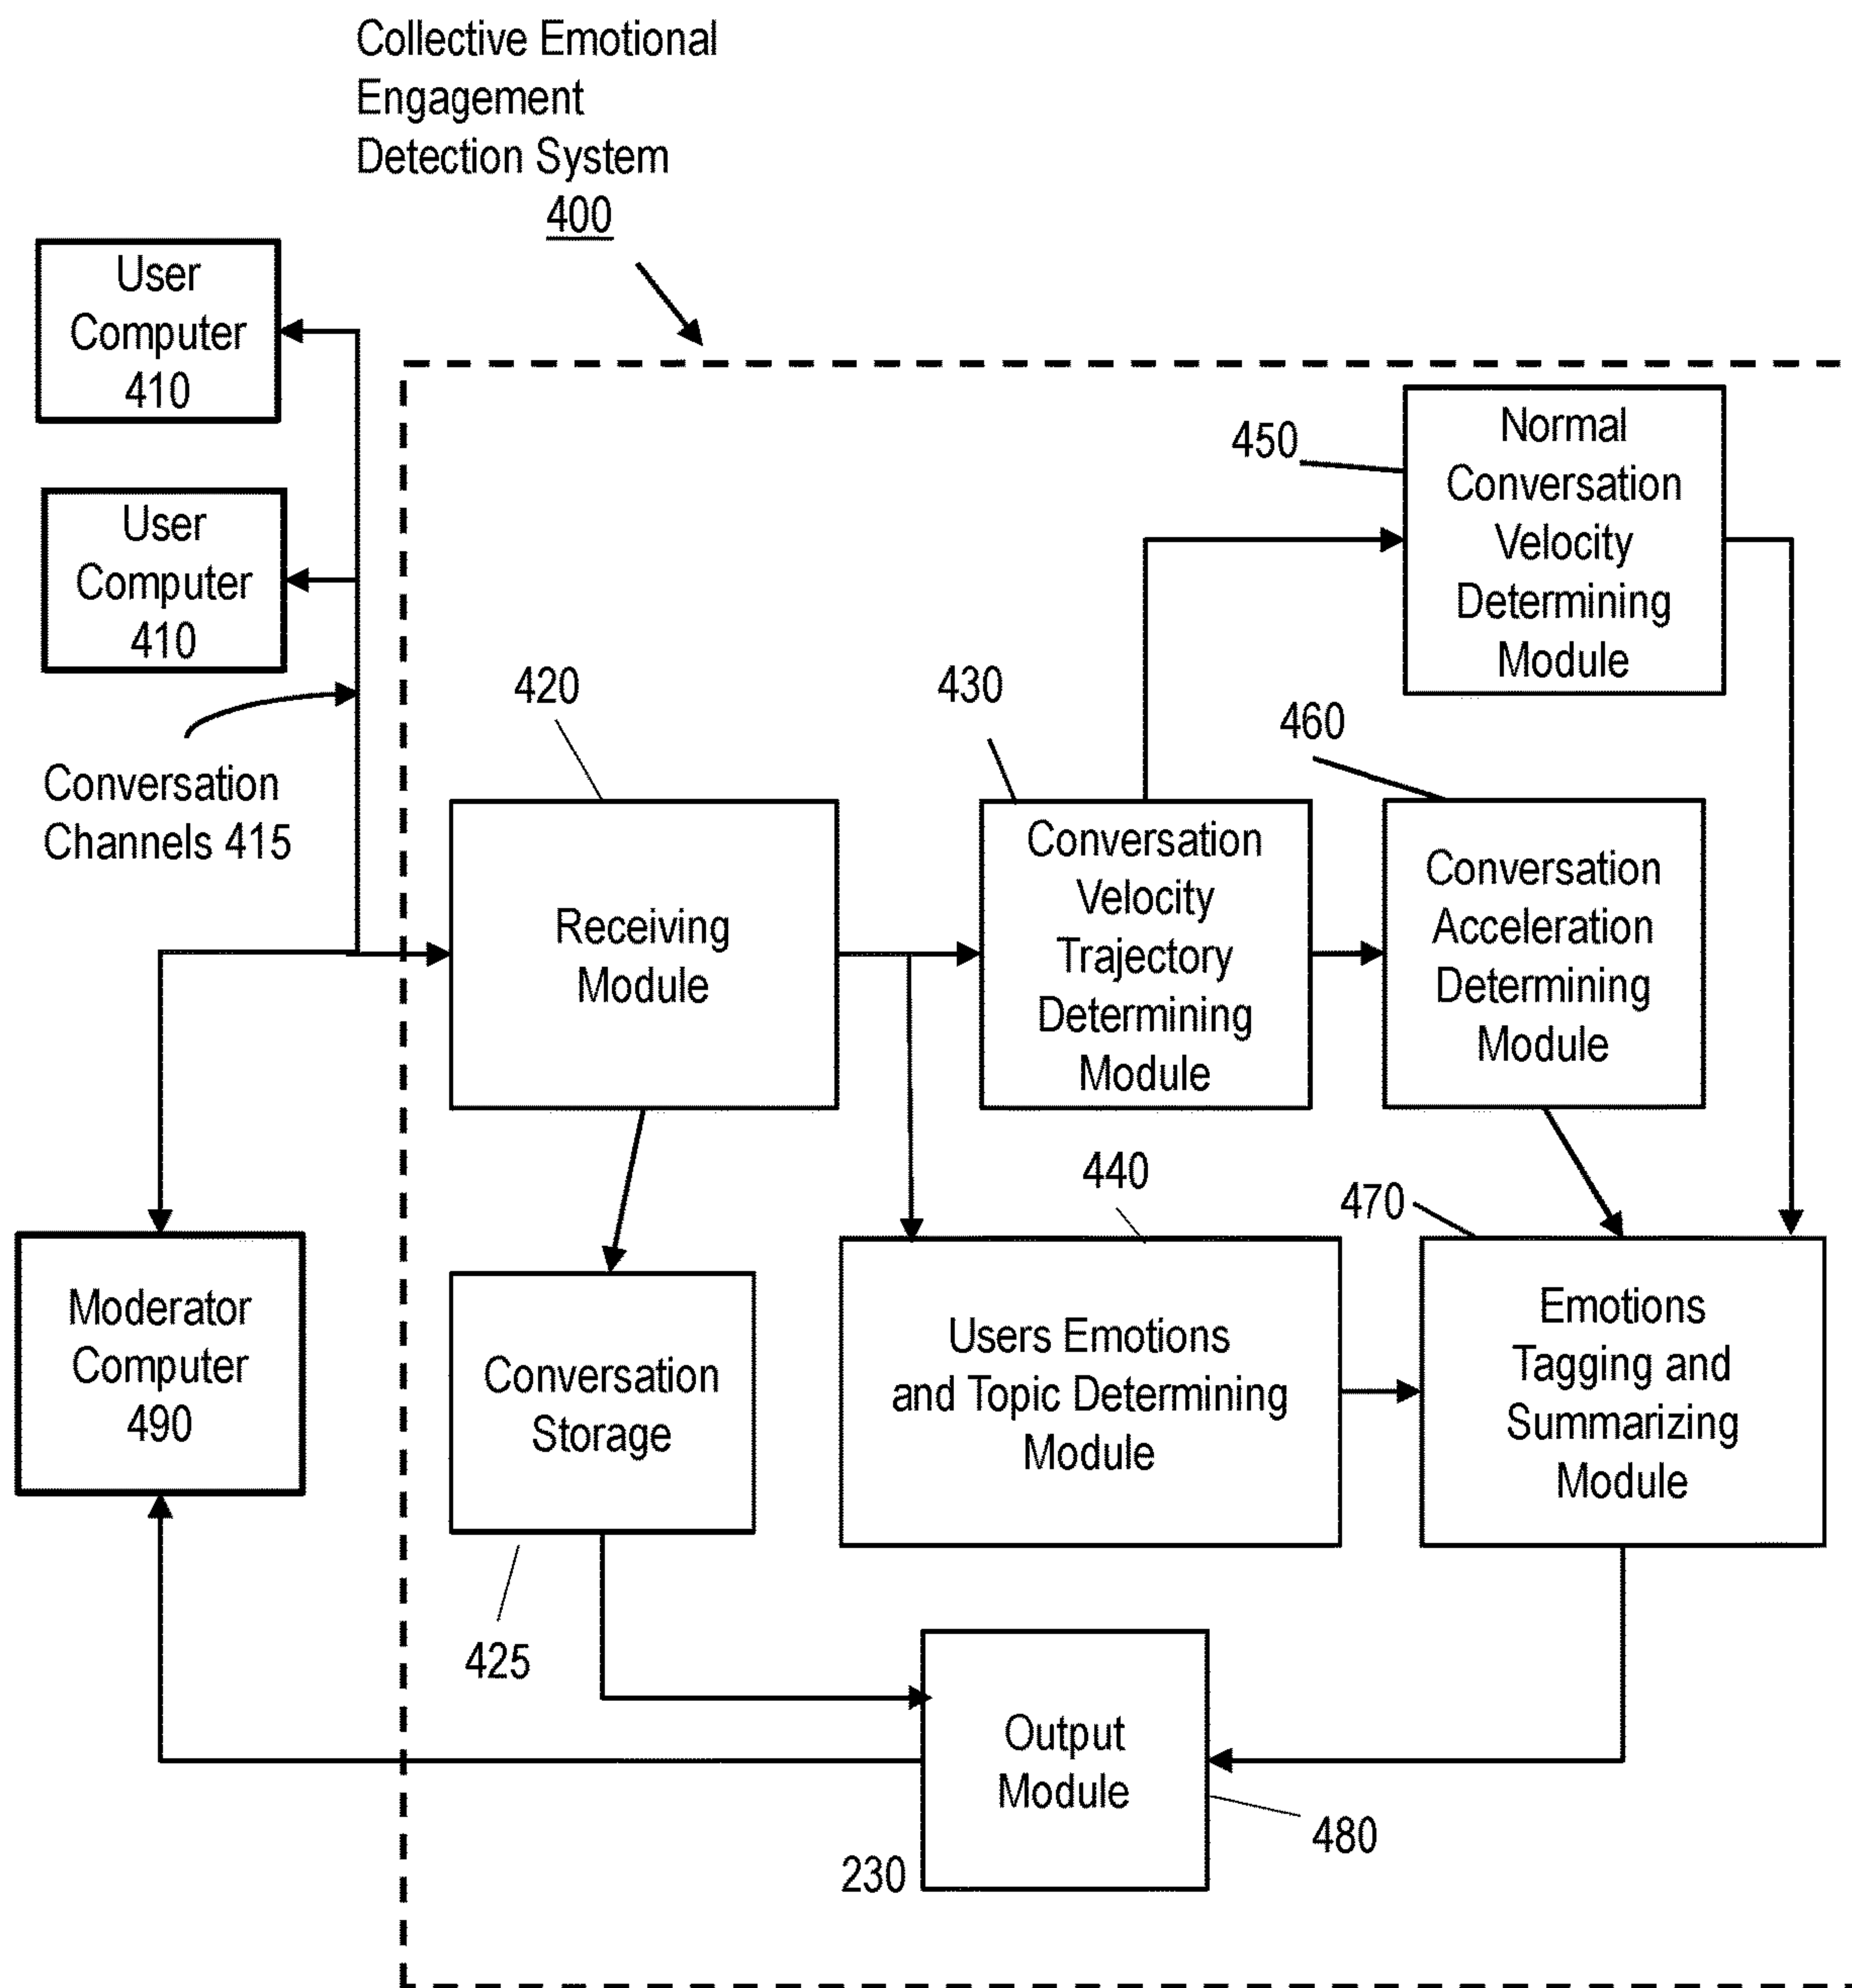 Collective Emotional
Engagement
Detection System
400
User
Computer
410
User
Computer
410
Conversation
Channels 415
Moderator
Computer
490
420
Receiving
Module
430
Conversation
Velocity
Trajectory
Determining
Module
450
Normal
Conversation
Velocity
Determining
Module
460
Conversation
Acceleration
Determining
Module
Conversation
Storage
425
440
Users Emotions
and Topic Determining
Module
470
Emotions
Tagging and
Summarizing
Module
Output
Module
480
230